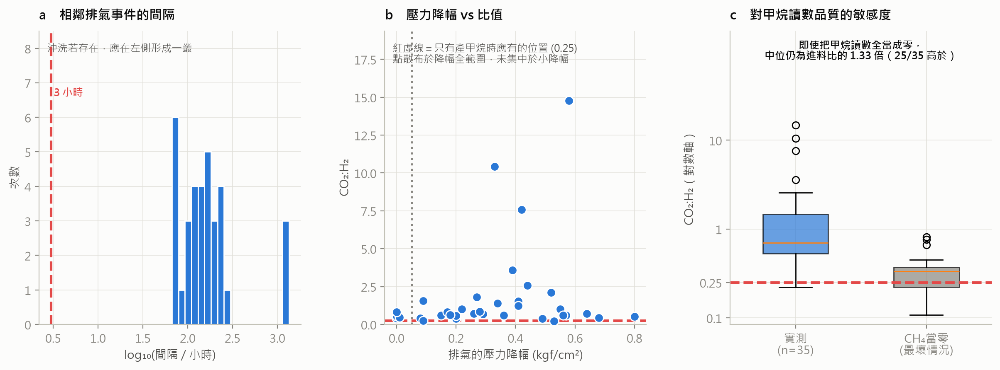 a 相鄰排氣事件的間隔
沖洗若存在，應在左側形成一叢
3 小時
次數
8
7
6
5
4
3
2
1
0
0.5 1.0 1.5 2.0 2.5 3.0
log₁₀(間隔 / 小時)
b 壓力降幅 vs 比值
紅虛線 = 只有產甲烷時應有的位置 (0.25)
點散布於降幅全範圍，未集中於小降幅
CO₂:H₂
17.5
15.0
12.5
10.0
7.5
5.0
2.5
0.0
0.0 0.2 0.4 0.6 0.8
排氣的壓力降幅 (kgf/cm²)
c 對甲烷讀數品質的敏感度
即使把甲烷讀數全當成零，
中位仍為進料比的 1.33 倍（25/35 高於）
CO₂:H₂（對數軸）
10
1
0.25
0.1
實測
(n=35)
CH₄當零
(最壞情況)